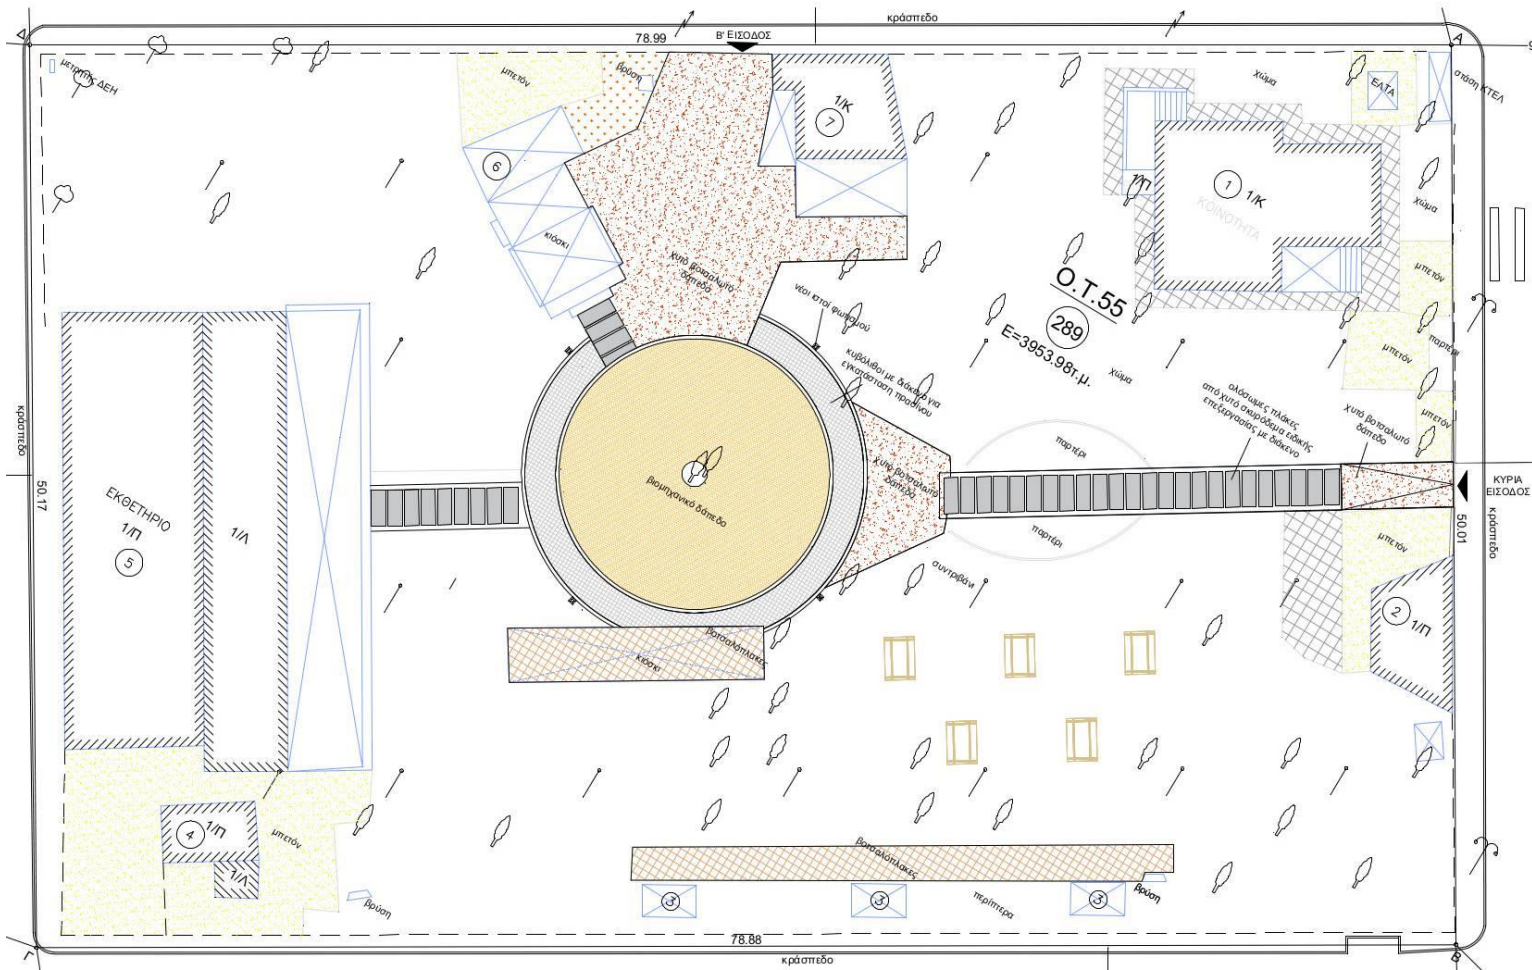 κράσπεδο
Δ
78.99
Β' ΕΙΣΟΔΟΣ
Α
μετρητής ΔΕΗ
μπετόν
βρύση
1/Κ
7
χώμα
ΕΛΤΑ
στάση ΚΤΕΛ
6
1/Π
1
1/Κ
ΚΟΙΝΟΤΗΤΑ
χώμα
κιόσκι
χυτό βοτσαλωτό
δάπεδο
μπετόν
Ο.Τ.55
289
Ε=3953.98τ.μ.
νέοι ιστοί φωτισμού
μπετόν
παρτέρι
κυβόλιθοι με διάκενο για
εγκατάσταση πρασίνου
χώμα
ολόσωμες πλάκες
από χυτό σκυρόδεμα ειδικής
επεξεργασίας με διάκενο
χυτό βοτσαλωτό
δάπεδο
μπετόν
κράσπεδο
παρτέρι
50.17
ΕΚΘΕΤΗΡΙΟ
1/Π
5
1/Λ
βιομηχανικό δάπεδο
χυτό βοτσαλωτό
δάπεδο
ΚΥΡΙΑ
ΕΙΣΟΔΟΣ
50.01
κράσπεδο
παρτέρι
μπετόν
συντριβάνι
2
1/Π
κιόσκι
βοτσαλόπλακες
4
1/Π
1/Λ
μπετόν
βρύση
βοτσαλόπλακες
3
3
περίπτερα
3
βρύση
Γ
78.88
κράσπεδο
Β